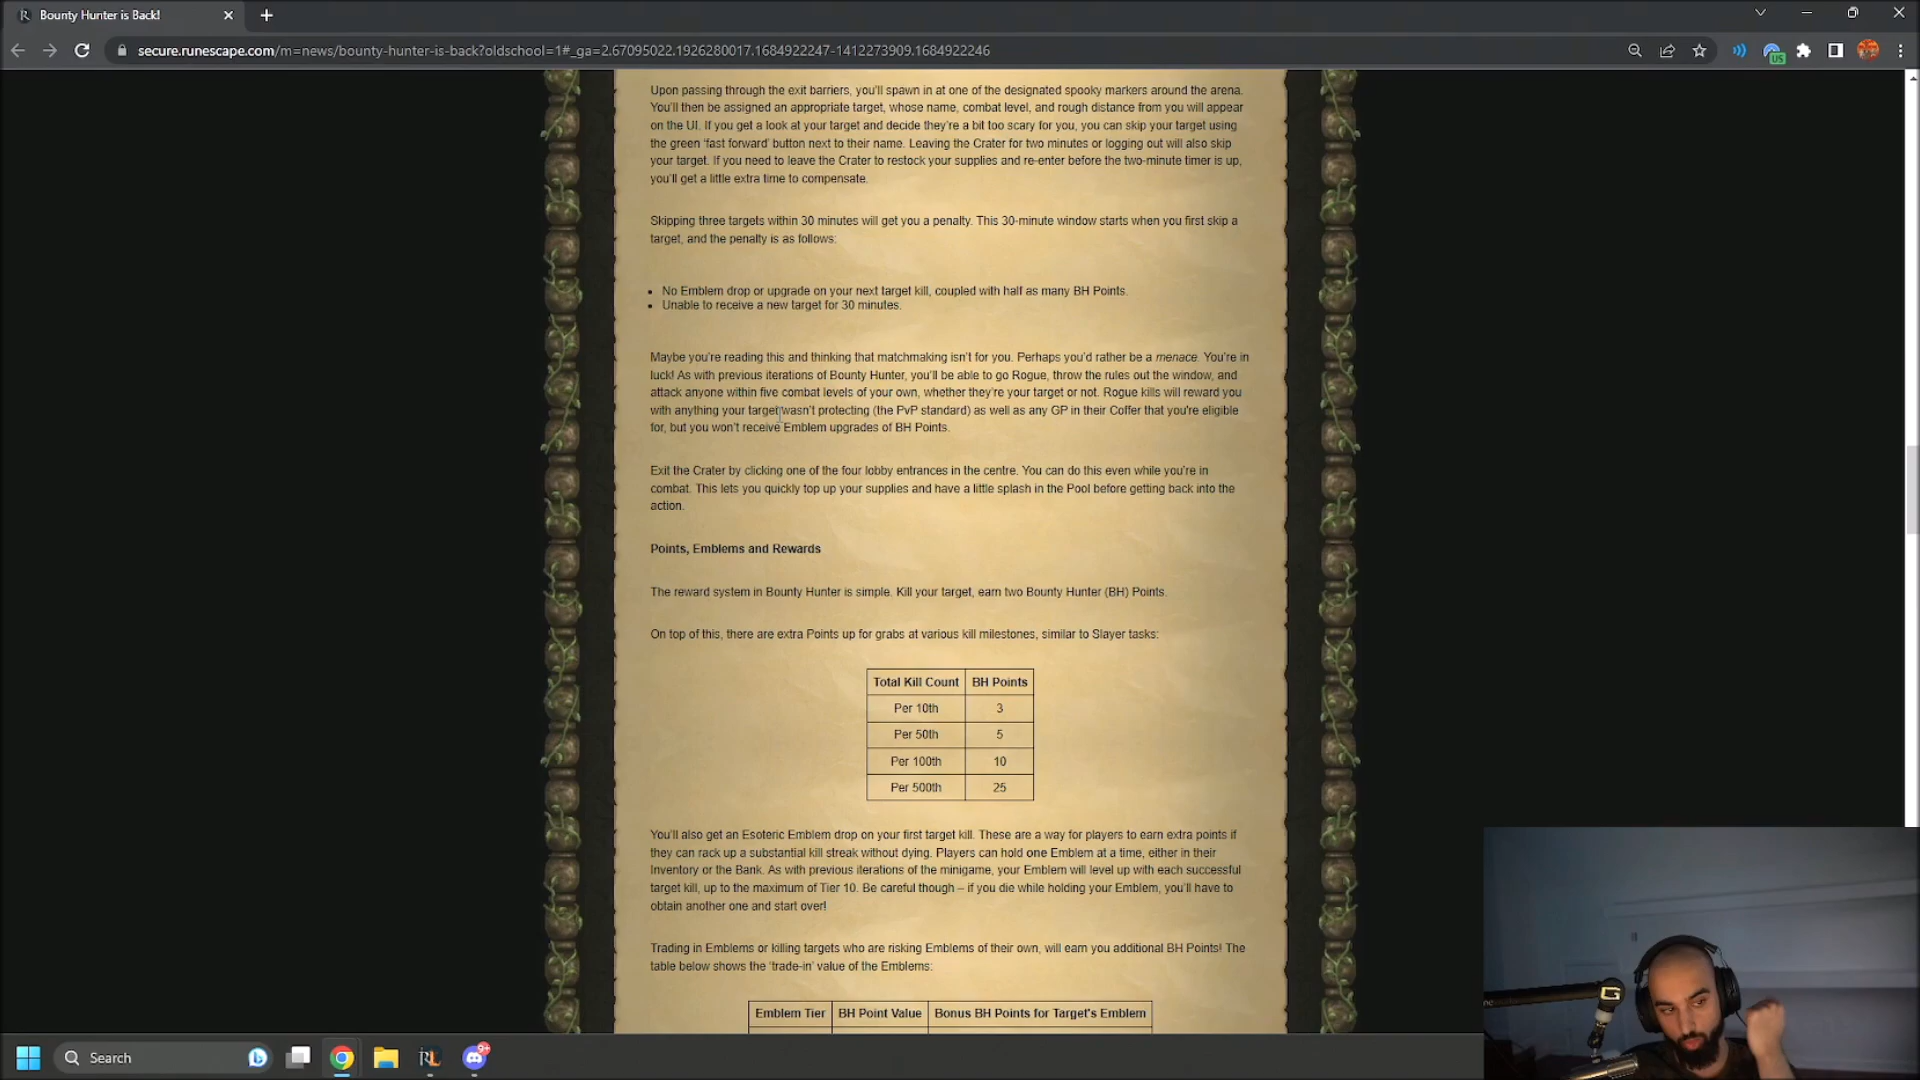 Bounty Hunter is Back!
secure.runescape.com/m=news/bounty-hunter-is-back?oldschool=1#_ga=2.67095022.1926280017.1684922247-1412273909.1684922246
US
Upon passing through the exit barriers, you'll spawn in at one of the designated spooky markers around the arena.
You'll then be assigned an appropriate target, whose name, combat level, and rough distance from you will appear
on the UI. If you get a look at your target and decide they're a bit too scary for you, you can skip your target using
the green 'fast forward' button next to their name. Leaving the Crater for two minutes or logging out will also skip
your target. If you need to leave the Crater to restock your supplies and re-enter before the two-minute timer is up,
you'll get a little extra time to compensate.
Skipping three targets within 30 minutes will get you a penalty. This 30-minute window starts when you first skip a
target, and the penalty is as follows:
• No Emblem drop or upgrade on your next target kill, coupled with half as many BH Points.
• Unable to receive a new target for 30 minutes.
Maybe you're reading this and thinking that matchmaking isn't for you. Perhaps you'd rather be a menace. You're in
luck! As with previous iterations of Bounty Hunter, you'll be able to go Rogue, throw the rules out the window, and
attack anyone within five combat levels of your own, whether they're your target or not. Rogue kills will reward you
with anything your target wasn't protecting (the PvP standard) as well as any GP in their Coffer that you're eligible
for, but you won't receive Emblem upgrades of BH Points.
Exit the Crater by clicking one of the four lobby entrances in the centre. You can do this even while you're in
combat. This lets you quickly top up your supplies and have a little splash in the Pool before getting back into the
action.
Points, Emblems and Rewards
The reward system in Bounty Hunter is simple. Kill your target, earn two Bounty Hunter (BH) Points.
On top of this, there are extra Points up for grabs at various kill milestones, similar to Slayer tasks:
Total Kill Count BH Points
Per 10th 3
Per 50th 5
Per 100th 10
Per 500th 25
You'll also get an Esoteric Emblem drop on your first target kill. These are a way for players to earn extra points if
they can rack up a substantial kill streak without dying. Players can hold one Emblem at a time, either in their
Inventory or the Bank. As with previous iterations of the minigame, your Emblem will level up with each successful
target kill, up to the maximum of Tier 10. Be careful though – if you die while holding your Emblem, you'll have to
obtain another one and start over!
Trading in Emblems or killing targets who are risking Emblems of their own, will earn you additional BH Points! The
table below shows the 'trade-in' value of the Emblems:
Emblem Tier BH Point Value Bonus BH Points for Target's Emblem
Search
9+
G